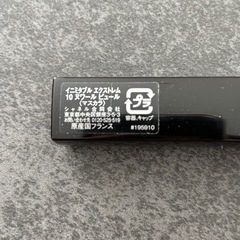 イニミタブル エクストレム
10 ヌワール ピュール
(マスカラ)
シャネル合同会社
東京都中央区銀座3-5-3
お問い合せ 0120-525-519
原産国フランス
プラ
容器,キャップ
#195910